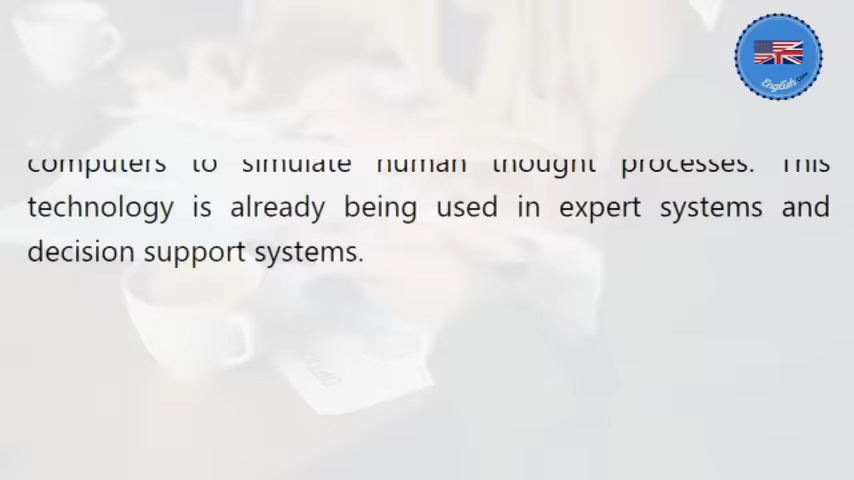 computers to simulate human thought processes. This
technology is already being used in expert systems and
decision support systems.
English